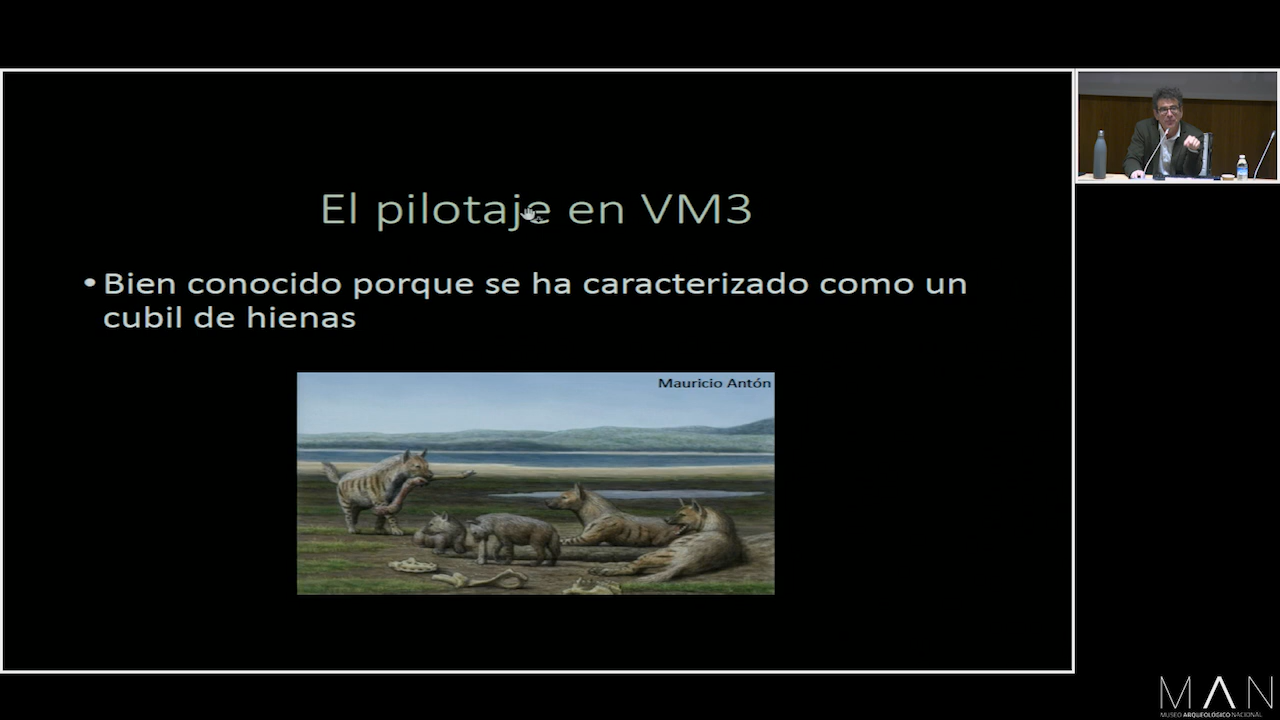 El pilotaje en VM3
• Bien conocido porque se ha caracterizado como un
cubil de hienas
Mauricio Antón
MAN
MUSEO ARQUEOLÓGICO NACIONAL